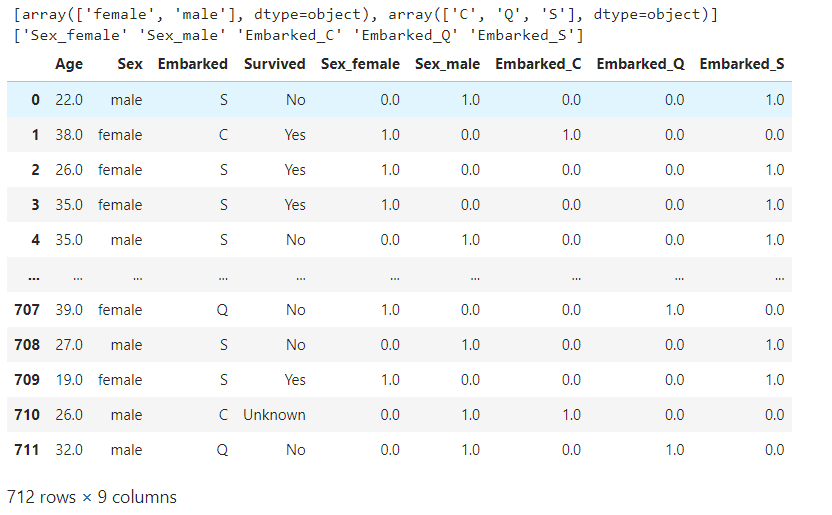 [array(['female', 'male'], dtype=object), array(['C', 'Q', 'S'], dtype=object)]
['Sex_female' 'Sex_male' 'Embarked_C' 'Embarked_Q' 'Embarked_S']
Age Sex Embarked Survived Sex_female Sex_male Embarked_C Embarked_Q Embarked_S
0 22.0 male S No 0.0 1.0 0.0 0.0 1.0
1 38.0 female C Yes 1.0 0.0 1.0 0.0 0.0
2 26.0 female S Yes 1.0 0.0 0.0 0.0 1.0
3 35.0 female S Yes 1.0 0.0 0.0 0.0 1.0
4 35.0 male S No 0.0 1.0 0.0 0.0 1.0
... ... ... ... ... ... ... ... ... ...
707 39.0 female Q No 1.0 0.0 0.0 1.0 0.0
708 27.0 male S No 0.0 1.0 0.0 0.0 1.0
709 19.0 female S Yes 1.0 0.0 0.0 0.0 1.0
710 26.0 male C Unknown 0.0 1.0 1.0 0.0 0.0
711 32.0 male Q No 0.0 1.0 0.0 1.0 0.0
712 rows × 9 columns